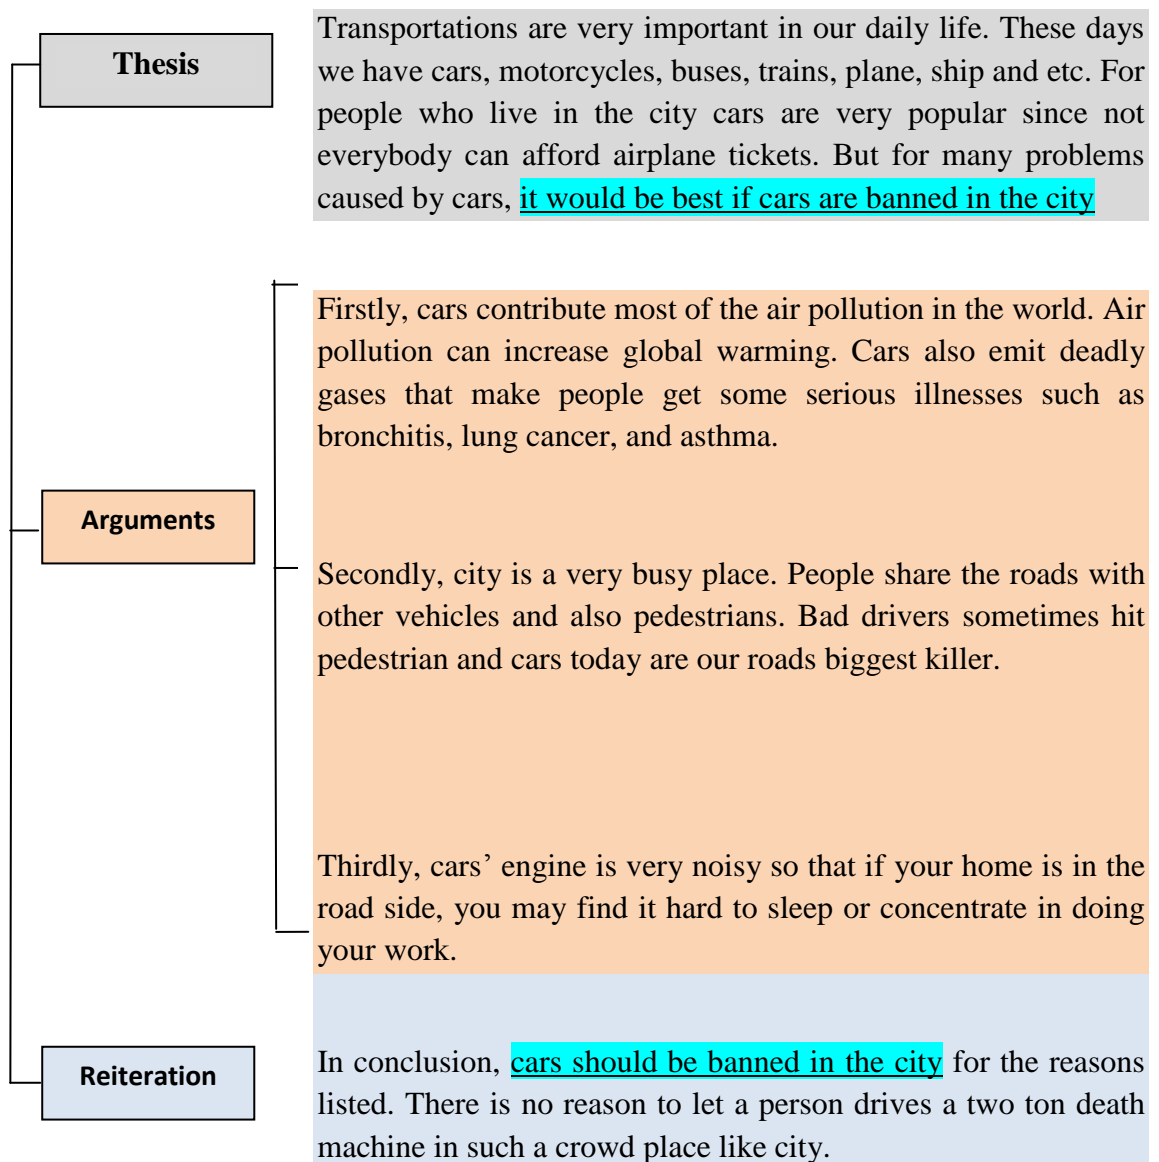 Thesis
Transportations are very important in our daily life. These days
we have cars, motorcycles, buses, trains, plane, ship and etc. For
people who live in the city cars are very popular since not
everybody can afford airplane tickets. But for many problems
caused by cars, it would be best if cars are banned in the city
Arguments
Firstly, cars contribute most of the air pollution in the world. Air
pollution can increase global warming. Cars also emit deadly
gases that make people get some serious illnesses such as
bronchitis, lung cancer, and asthma.
Secondly, city is a very busy place. People share the roads with
other vehicles and also pedestrians. Bad drivers sometimes hit
pedestrian and cars today are our roads biggest killer.
Thirdly, cars’ engine is very noisy so that if your home is in the
road side, you may find it hard to sleep or concentrate in doing
your work.
Reiteration
In conclusion, cars should be banned in the city for the reasons
listed. There is no reason to let a person drives a two ton death
machine in such a crowd place like city.